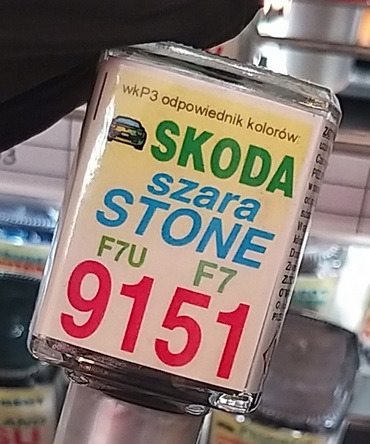 wkP3 odpowiednik kolorów:
SKODA
szara
STONE
F7U F7
9151